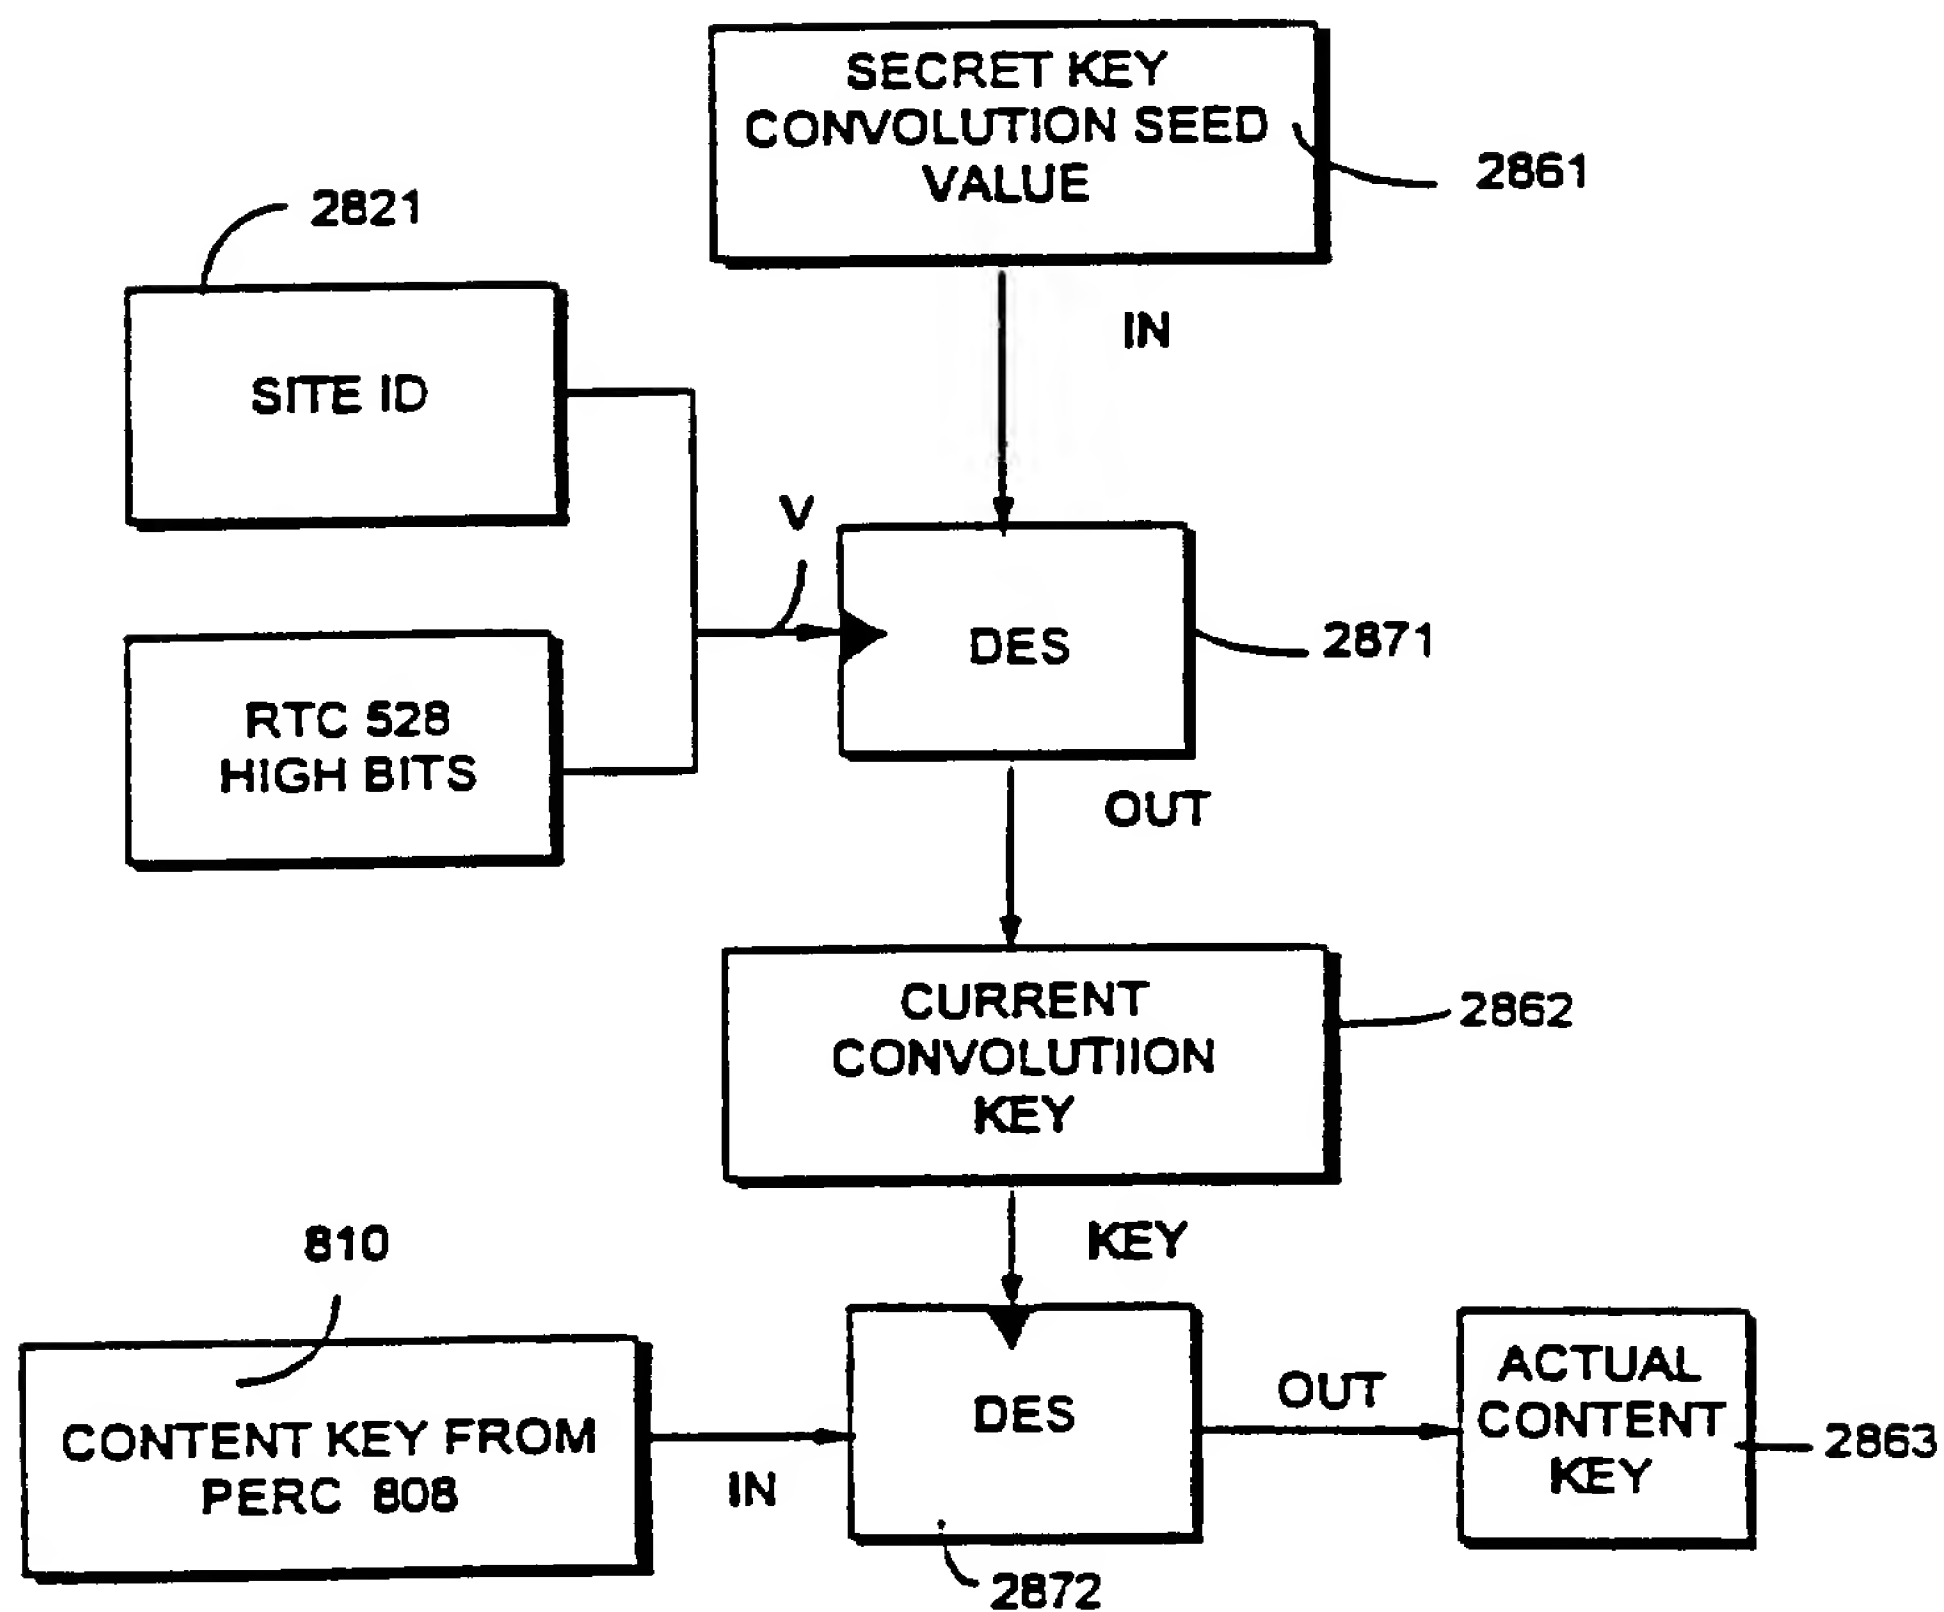 SECRET KEY
CONVOLUTION SEED
VALUE
2861
2821
IN
SITE ID
V
DES
2871
RTC 528
HIGH BITS
OUT
CURRENT
CONVOLUTIION
KEY
2862
KEY
810
CONTENT KEY FROM
PERC 808
IN
DES
2872
OUT
ACTUAL
CONTENT
KEY
2863